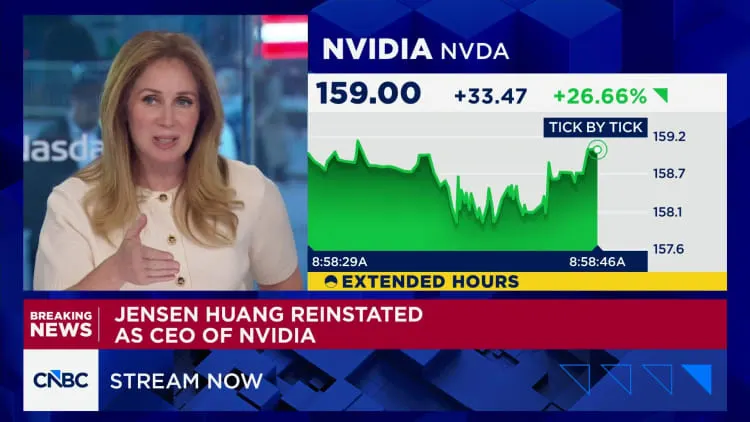 Nasda
NVIDIA NVDA
159.00 +33.47 +26.66%
TICK BY TICK
159.2
158.7
158.1
157.6
8:58:29A 8:58:46A
EXTENDED HOURS
BREAKING NEWS
JENSEN HUANG REINSTATED
AS CEO OF NVIDIA
CNBC STREAM NOW